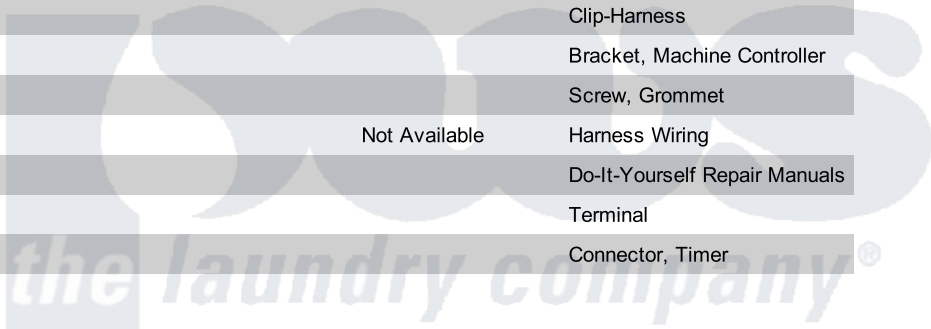 Clip-Harness
Bracket, Machine Controller
Screw, Grommet
Not Available Harness Wiring
Do-It-Yourself Repair Manuals
Terminal
Connector, Timer
the laundry company®